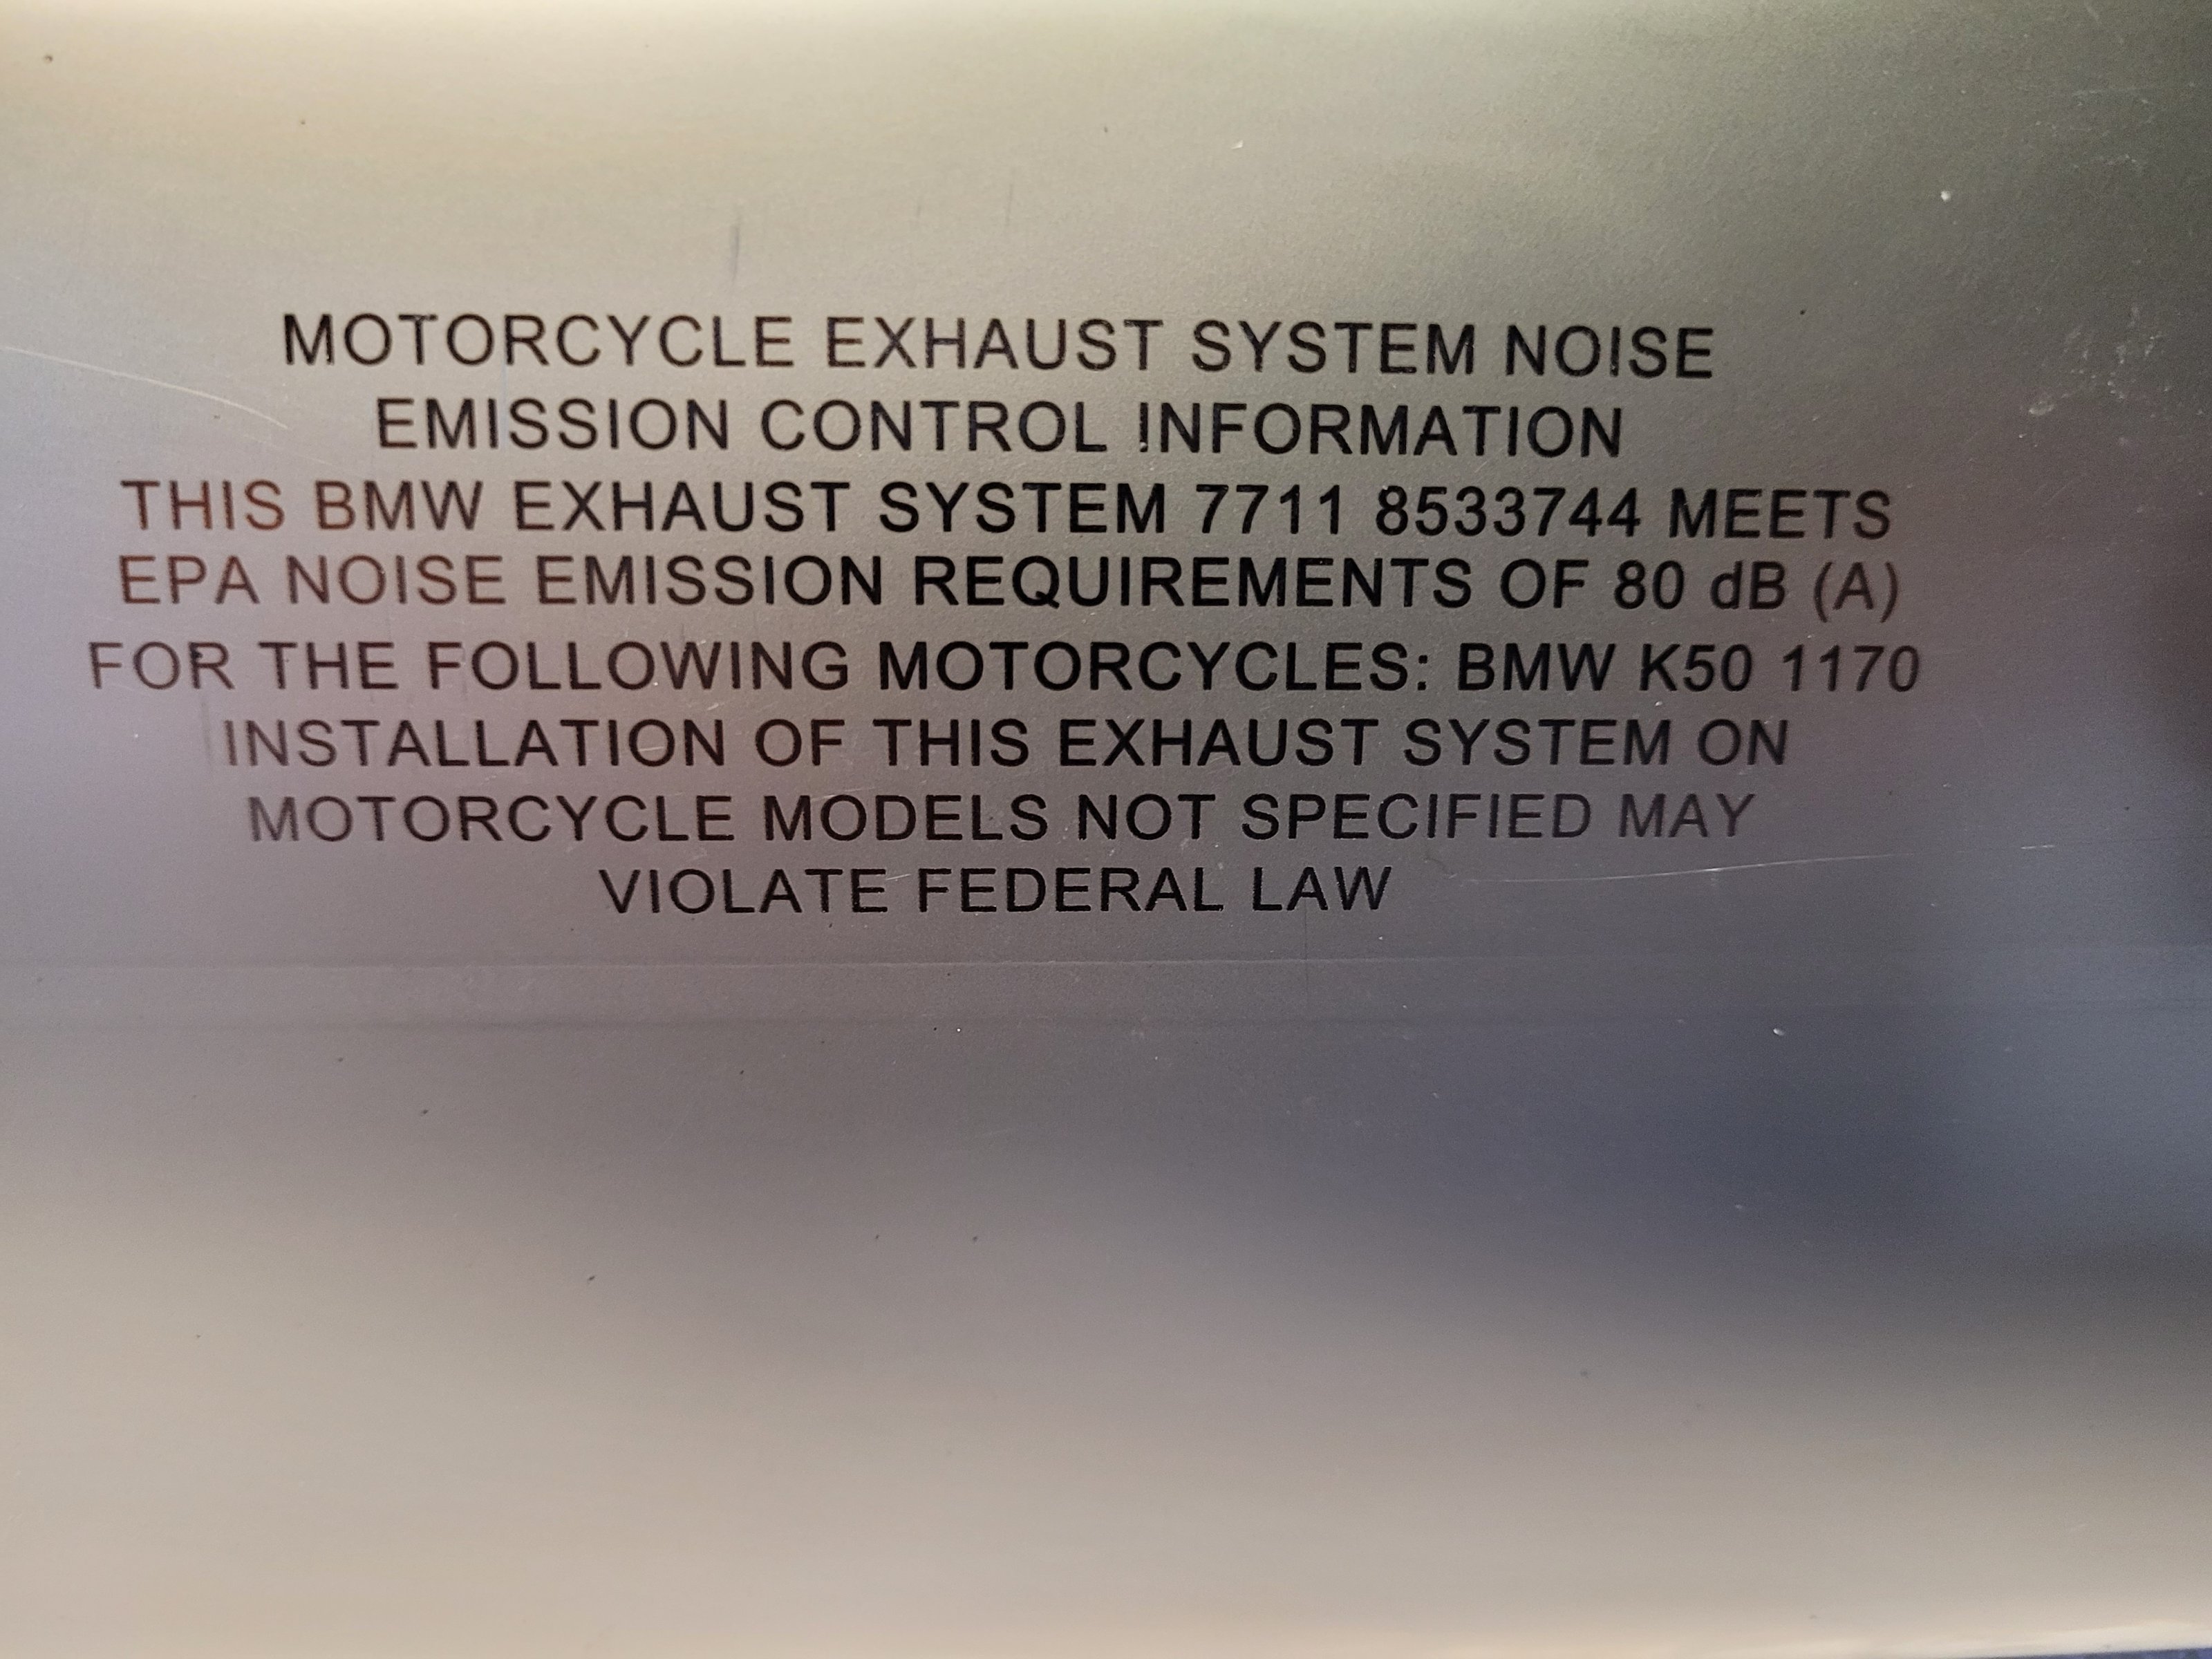 MOTORCYCLE EXHAUST SYSTEM NOISE
EMISSION CONTROL INFORMATION
THIS BMW EXHAUST SYSTEM 7711 8533744 MEETS
EPA NOISE EMISSION REQUIREMENTS OF 80 dB (A)
FOR THE FOLLOWING MOTORCYCLES: BMW K50 1170
INSTALLATION OF THIS EXHAUST SYSTEM ON
MOTORCYCLE MODELS NOT SPECIFIED MAY
VIOLATE FEDERAL LAW